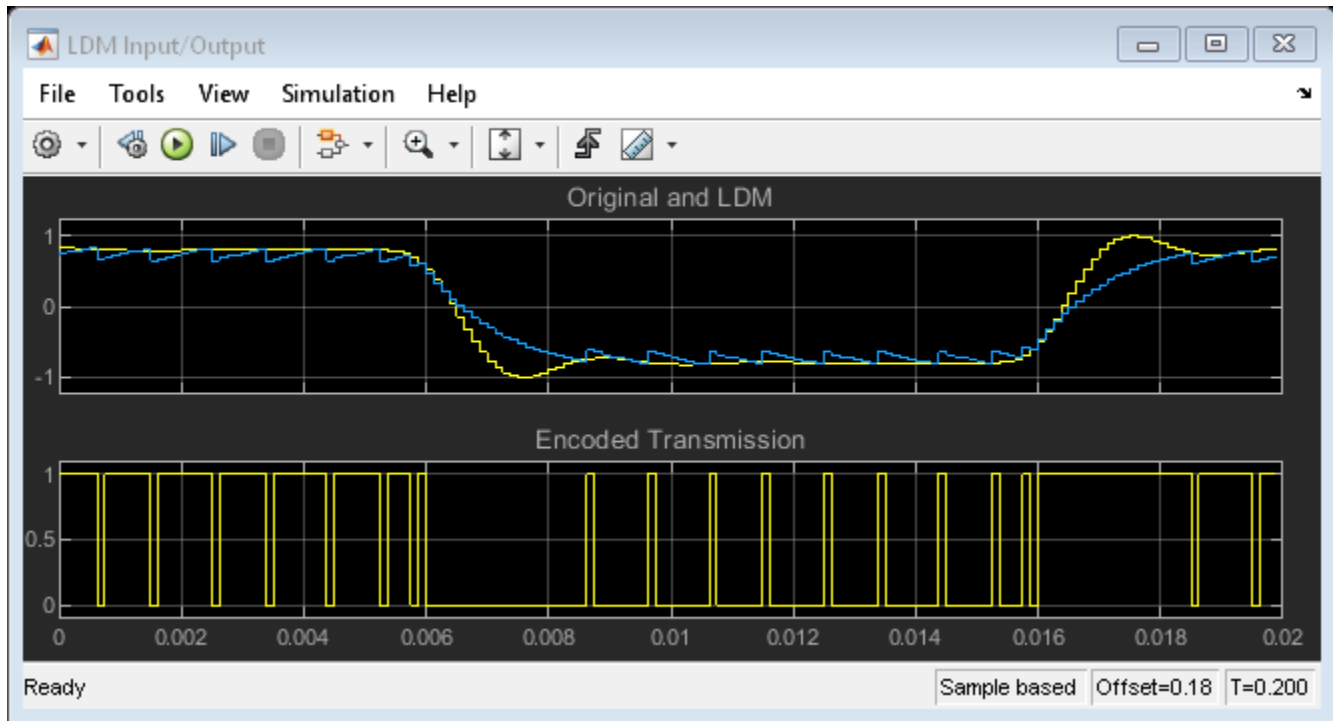 LDM Input/Output
File Tools View Simulation Help
Original and LDM
1
0
-1
Encoded Transmission
1
0.5
0
0 0.002 0.004 0.006 0.008 0.01 0.012 0.014 0.016 0.018 0.02
Ready Sample based Offset=0.18 T=0.200